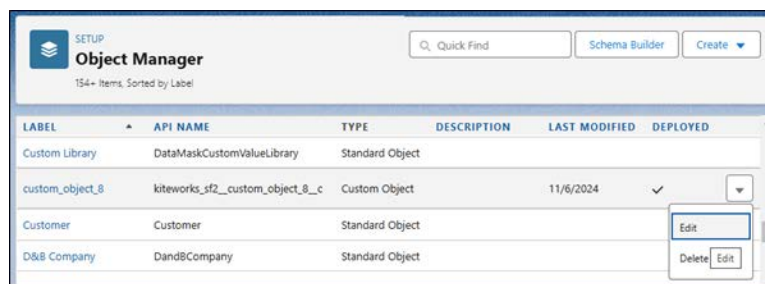 SETUP
Object Manager
154+ Items, Sorted by Label
Quick Find
Schema Builder
Create
LABEL API NAME TYPE DESCRIPTION LAST MODIFIED DEPLOYED
Custom Library DataMaskCustomValueLibrary Standard Object
custom_object_8 kiteworks_sf2__custom_object_8__c Custom Object 11/6/2024
Customer Customer Standard Object
Edit
D&B Company DandBCompany Standard Object
Delete Edit